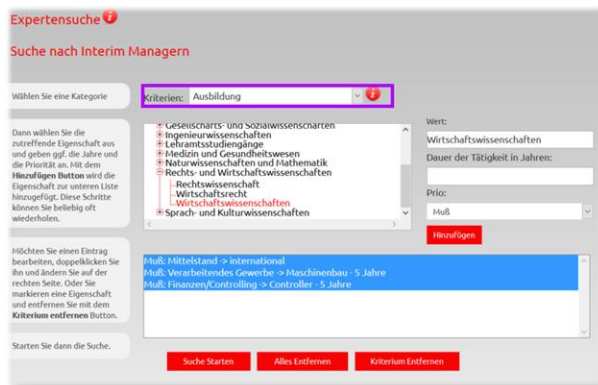 Expertensuche
Suche nach Interim Managern
Wählen Sie eine Kategorie
Kriterien: Ausbildung
Dann wählen Sie die
zutreffende Eigenschaft aus
und geben ggf. die Jahre und
die Priorität an. Mit dem
Hinzufügen Button wird die
Eigenschaft zur unteren Liste
hinzugefügt. Diese Schritte
können Sie beliebig oft
wiederholen.
Gesellschafts- und Sozialwissenschaften
Ingenieurwissenschaften
Lehramtsstudiengänge
Medizin und Gesundheitswesen
Naturwissenschaften und Mathematik
Rechts- und Wirtschaftswissenschaften
Rechtswissenschaft
Wirtschaftsrecht
Wirtschaftswissenschaften
Sprach- und Kulturwissenschaften
Wert:
Wirtschaftswissenschaften
Dauer der Tätigkeit in Jahren:
Prio:
Muß
Hinzufügen
Möchten Sie einen Eintrag
bearbeiten, doppelklicken Sie
ihn und ändern Sie auf der
rechten Seite. Oder Sie
markieren eine Eigenschaft
und entfernen Sie mit dem
Kriterium entfernen Button.
Muß: Mittelstand -> international
Muß: Verarbeitendes Gewerbe -> Maschinenbau - 5 Jahre
Muß: Finanzen/Controlling -> Controller - 5 Jahre
Starten Sie dann die Suche.
Suche Starten
Alles Entfernen
Kriterium Entfernen